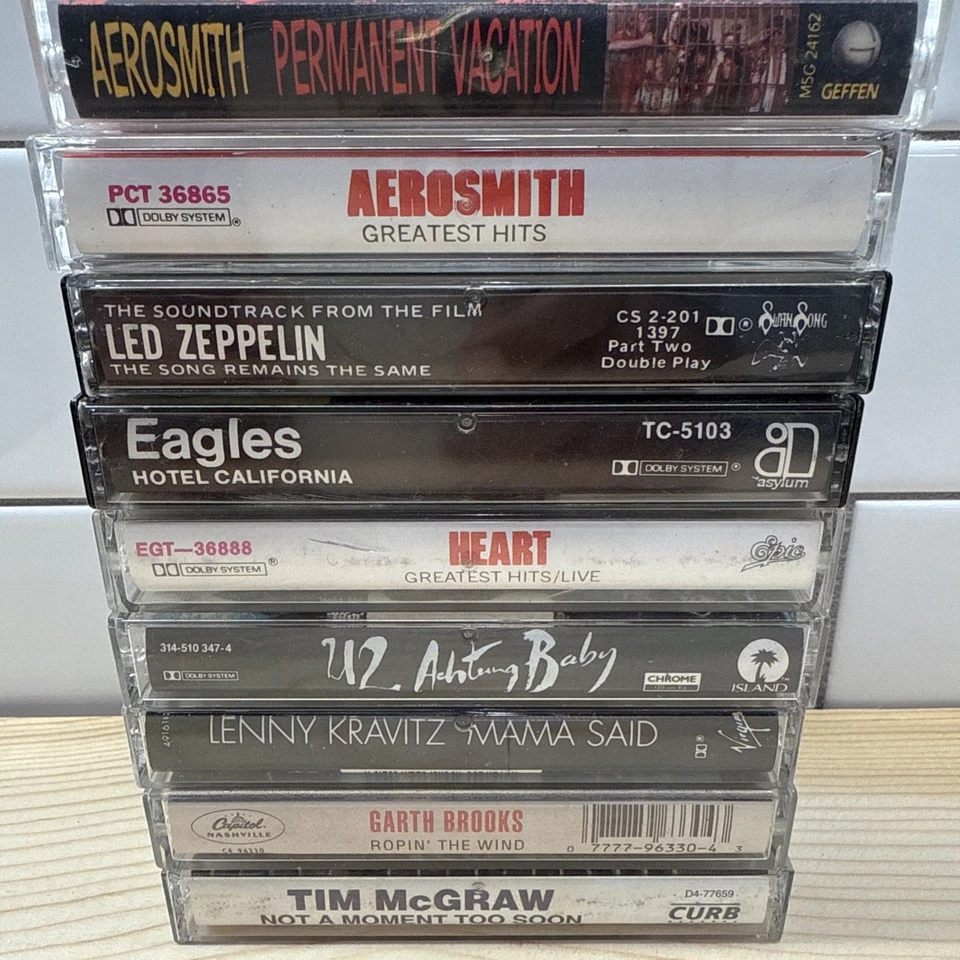 AEROSMITH PERMANENT VACATION
M5G 24162
GEFFEN
PCT 36865
DOLBY SYSTEM
AEROSMITH
GREATEST HITS
THE SOUNDTRACK FROM THE FILM
LED ZEPPELIN
THE SONG REMAINS THE SAME
CS 2-201
1397
Part Two
Double Play
SWAN SONG
Eagles
HOTEL CALIFORNIA
TC-5103
DOLBY SYSTEM
asylum
EGT—36888
DOLBY SYSTEM
HEART
GREATEST HITS/LIVE
Epic
314-510 347-4
DOLBY SYSTEM
U2 Achtung Baby
CHROME
ISLAND
LENNY KRAVITZ MAMA SAID
Virgin
Capitol
NASHVILLE
C4 96330
GARTH BROOKS
ROPIN' THE WIND
0 7777-96330-4 3
TIM McGRAW
NOT A MOMENT TOO SOON
D4-77659
CURB